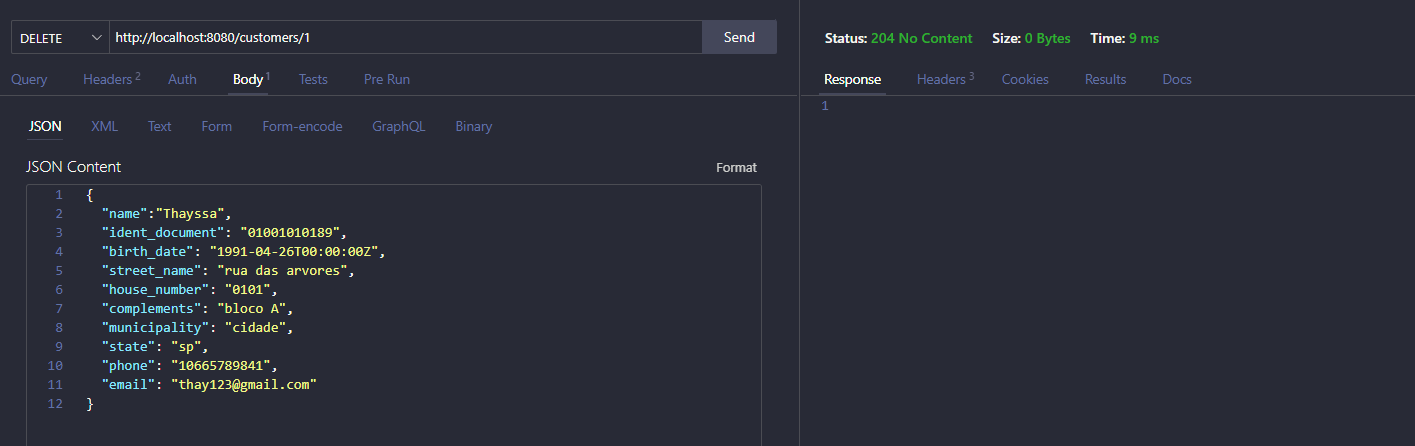 DELETE http://localhost:8080/customers/1 Send
Query Headers 2 Auth Body 1 Tests Pre Run
JSON XML Text Form Form-encode GraphQL Binary
JSON Content Format
1 {
2 "name":"Thayssa",
3 "ident_document": "01001010189",
4 "birth_date": "1991-04-26T00:00:00Z",
5 "street_name": "rua das arvores",
6 "house_number": "0101",
7 "complements": "bloco A",
8 "municipality": "cidade",
9 "state": "sp",
10 "phone": "10665789841",
11 "email": "thay123@gmail.com"
12 }
Status: 204 No Content Size: 0 Bytes Time: 9 ms
Response Headers 3 Cookies Results Docs
1